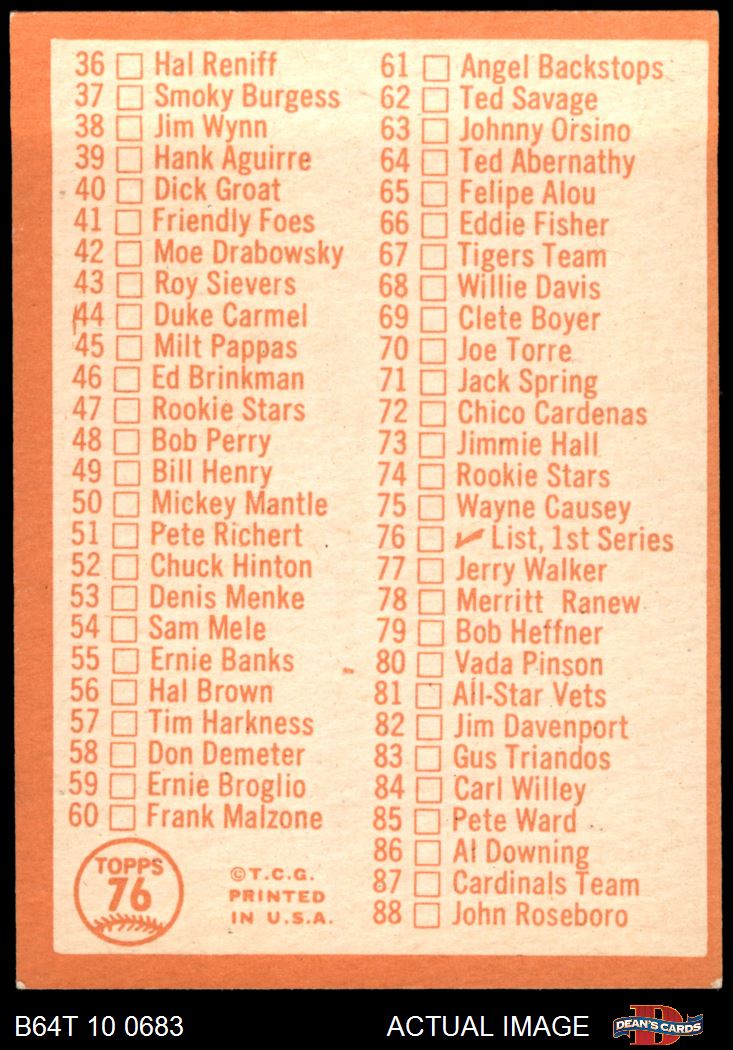 36 Hal Reniff
37 Smoky Burgess
38 Jim Wynn
39 Hank Aguirre
40 Dick Groat
41 Friendly Foes
42 Moe Drabowsky
43 Roy Sievers
44 Duke Carmel
45 Milt Pappas
46 Ed Brinkman
47 Rookie Stars
48 Bob Perry
49 Bill Henry
50 Mickey Mantle
51 Pete Richert
52 Chuck Hinton
53 Denis Menke
54 Sam Mele
55 Ernie Banks
56 Hal Brown
57 Tim Harkness
58 Don Demeter
59 Ernie Broglio
60 Frank Malzone
TOPPS
76
©T.C.G.
PRINTED
IN U.S.A.
61 Angel Backstops
62 Ted Savage
63 Johnny Orsino
64 Ted Abernathy
65 Felipe Alou
66 Eddie Fisher
67 Tigers Team
68 Willie Davis
69 Clete Boyer
70 Joe Torre
71 Jack Spring
72 Chico Cardenas
73 Jimmie Hall
74 Rookie Stars
75 Wayne Causey
76 List, 1st Series
77 Jerry Walker
78 Merritt Ranew
79 Bob Heffner
80 Vada Pinson
81 All-Star Vets
82 Jim Davenport
83 Gus Triandos
84 Carl Willey
85 Pete Ward
86 Al Downing
87 Cardinals Team
88 John Roseboro
B64T 10 0683
ACTUAL IMAGE
DEAN'S CARDS